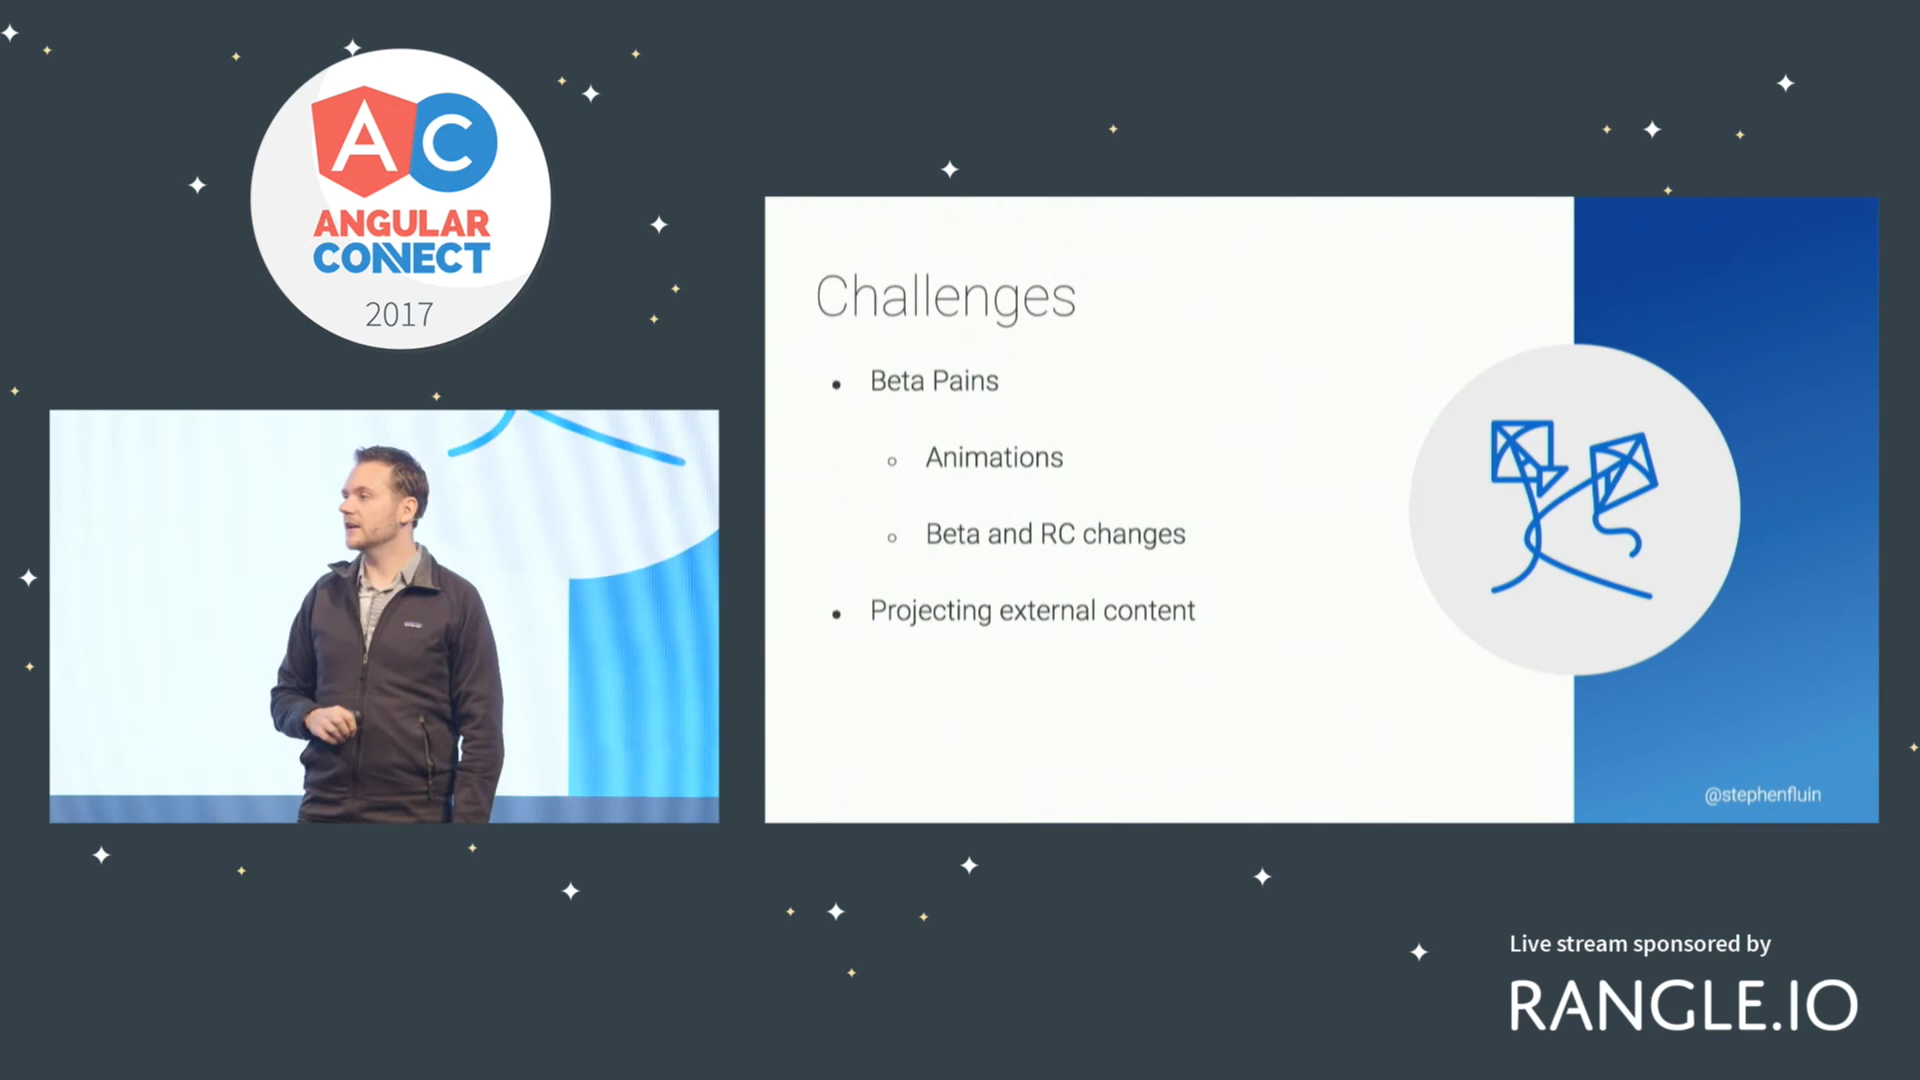 AC
ANGULAR
CONNECT
2017
Challenges
Beta Pains
Animations
Beta and RC changes
Projecting external content
@stephenfluin
Live stream sponsored by
RANGLE.IO